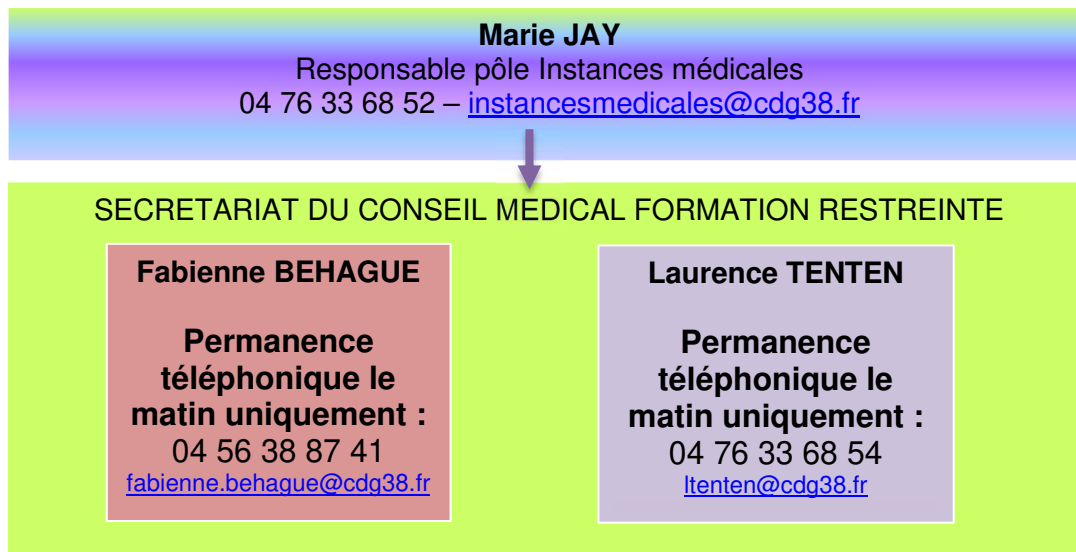 Marie JAY
Responsable pôle Instances médicales
04 76 33 68 52 – instancesmedicales@cdg38.fr
SECRETARIAT DU CONSEIL MEDICAL FORMATION RESTREINTE
Fabienne BEHAGUE
Permanence
téléphonique le
matin uniquement :
04 56 38 87 41
fabienne.behague@cdg38.fr
Laurence TENTEN
Permanence
téléphonique le
matin uniquement :
04 76 33 68 54
ltenten@cdg38.fr